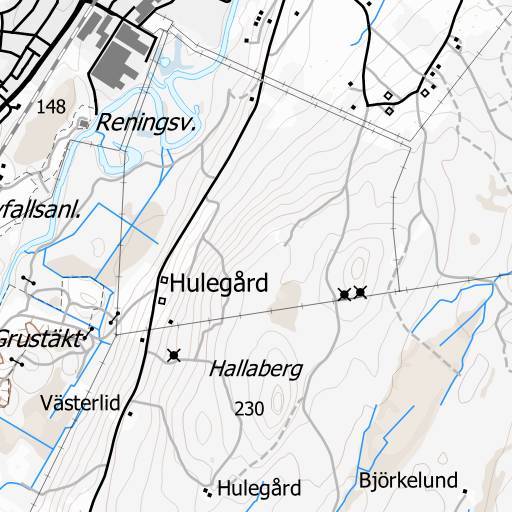 148
Reningsv.
fallsanl.
Hulegård
Grustäkt
Hallaberg
Västerlid
230
Hulegård
Björkelund